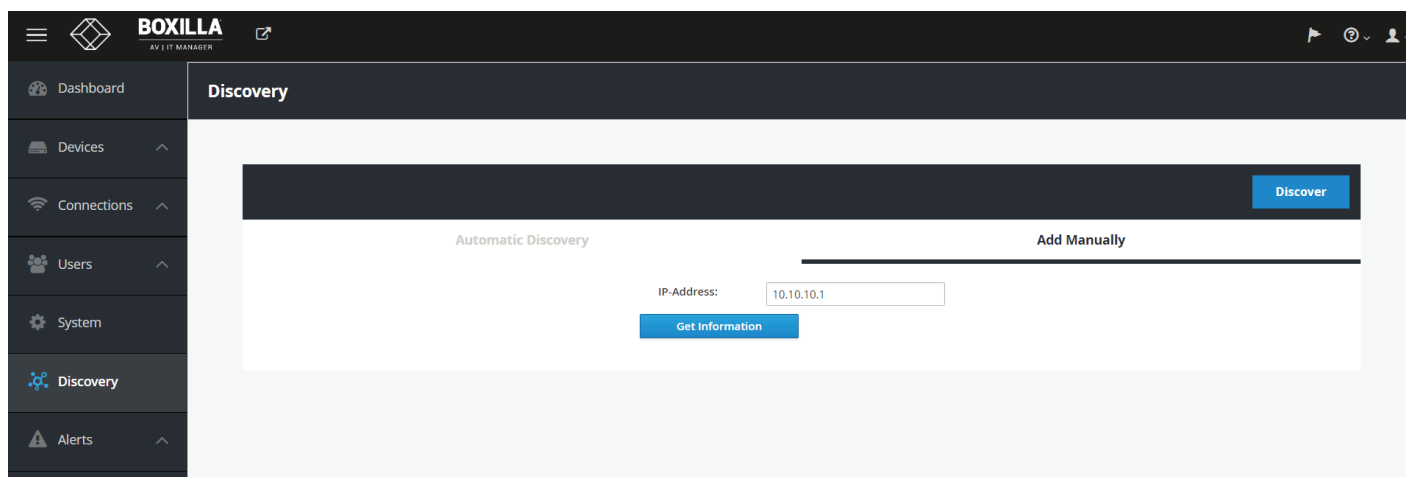 BOXILLA
AV | IT MANAGER
Dashboard
Discovery
Devices
Discover
Connections
Automatic Discovery
Add Manually
Users
IP-Address:
10.10.10.1
Get Information
System
Discovery
Alerts